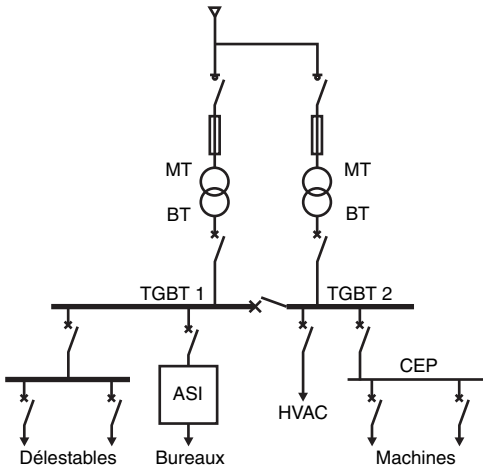 MT
MT
BT
BT
TGBT 1
TGBT 2
CEP
ASI
HVAC
Délestables
Bureaux
Machines